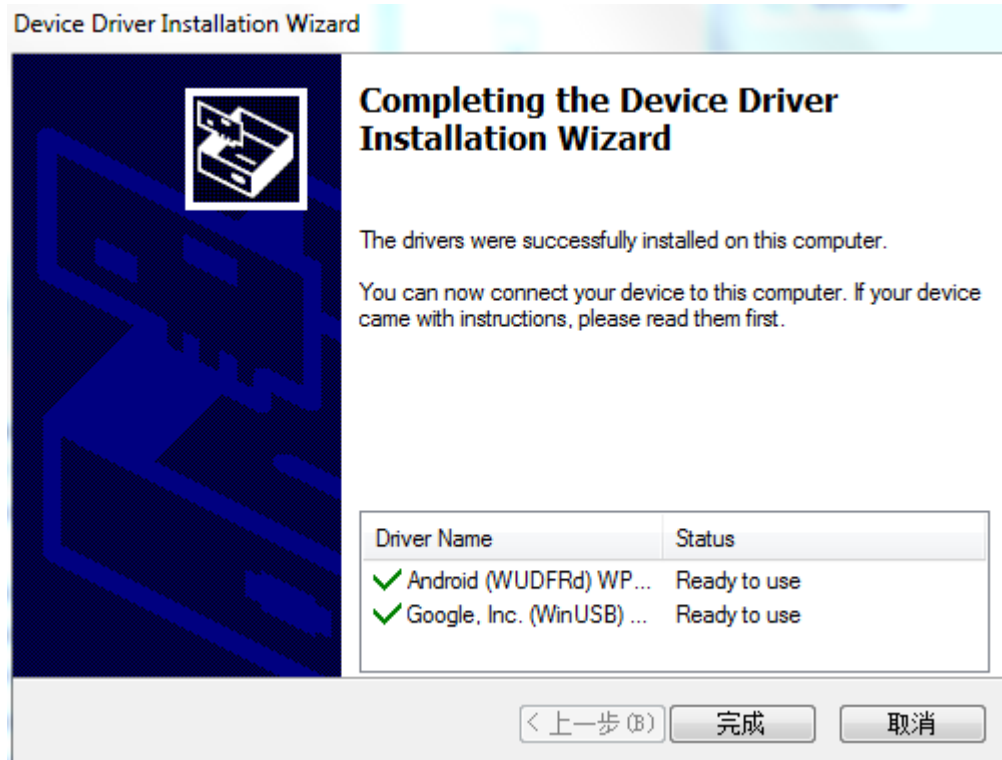 Device Driver Installation Wizard
Completing the Device Driver
Installation Wizard
The drivers were successfully installed on this computer.
You can now connect your device to this computer. If your device
came with instructions, please read them first.
Driver Name Status
Android (WUDFRd) WP... Ready to use
Google, Inc. (WinUSB) ... Ready to use
< 上一步(B) 完成 取消